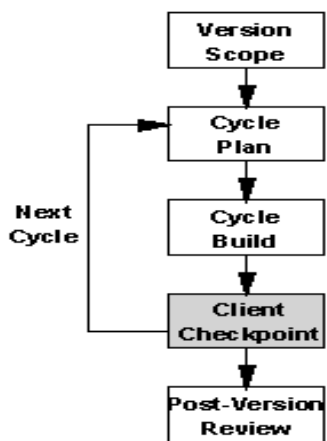 Version
Scope
Cycle
Plan
Next
Cycle
Cycle
Build
Client
Checkpoint
Post-Version
Review